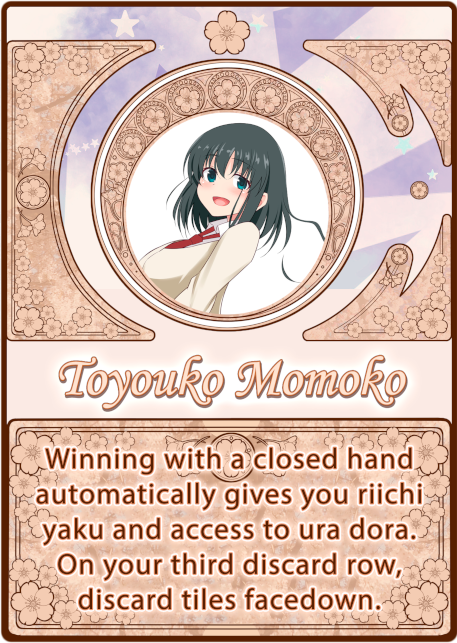 Toyouko Momoko
Winning with a closed hand
automatically gives you riichi
yaku and access to ura dora.
On your third discard row,
discard tiles facedown.